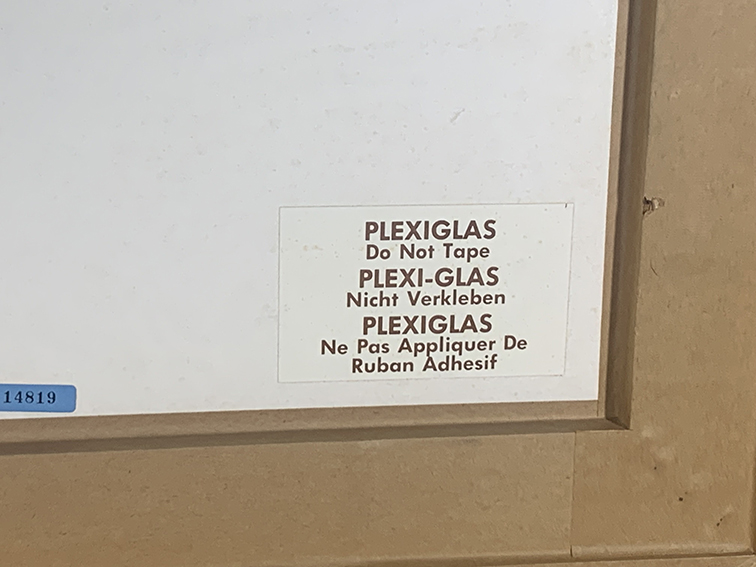 PLEXIGLAS
Do Not Tape
PLEXI-GLAS
Nicht Verkleben
PLEXIGLAS
Ne Pas Appliquer De
Ruban Adhesif
14819